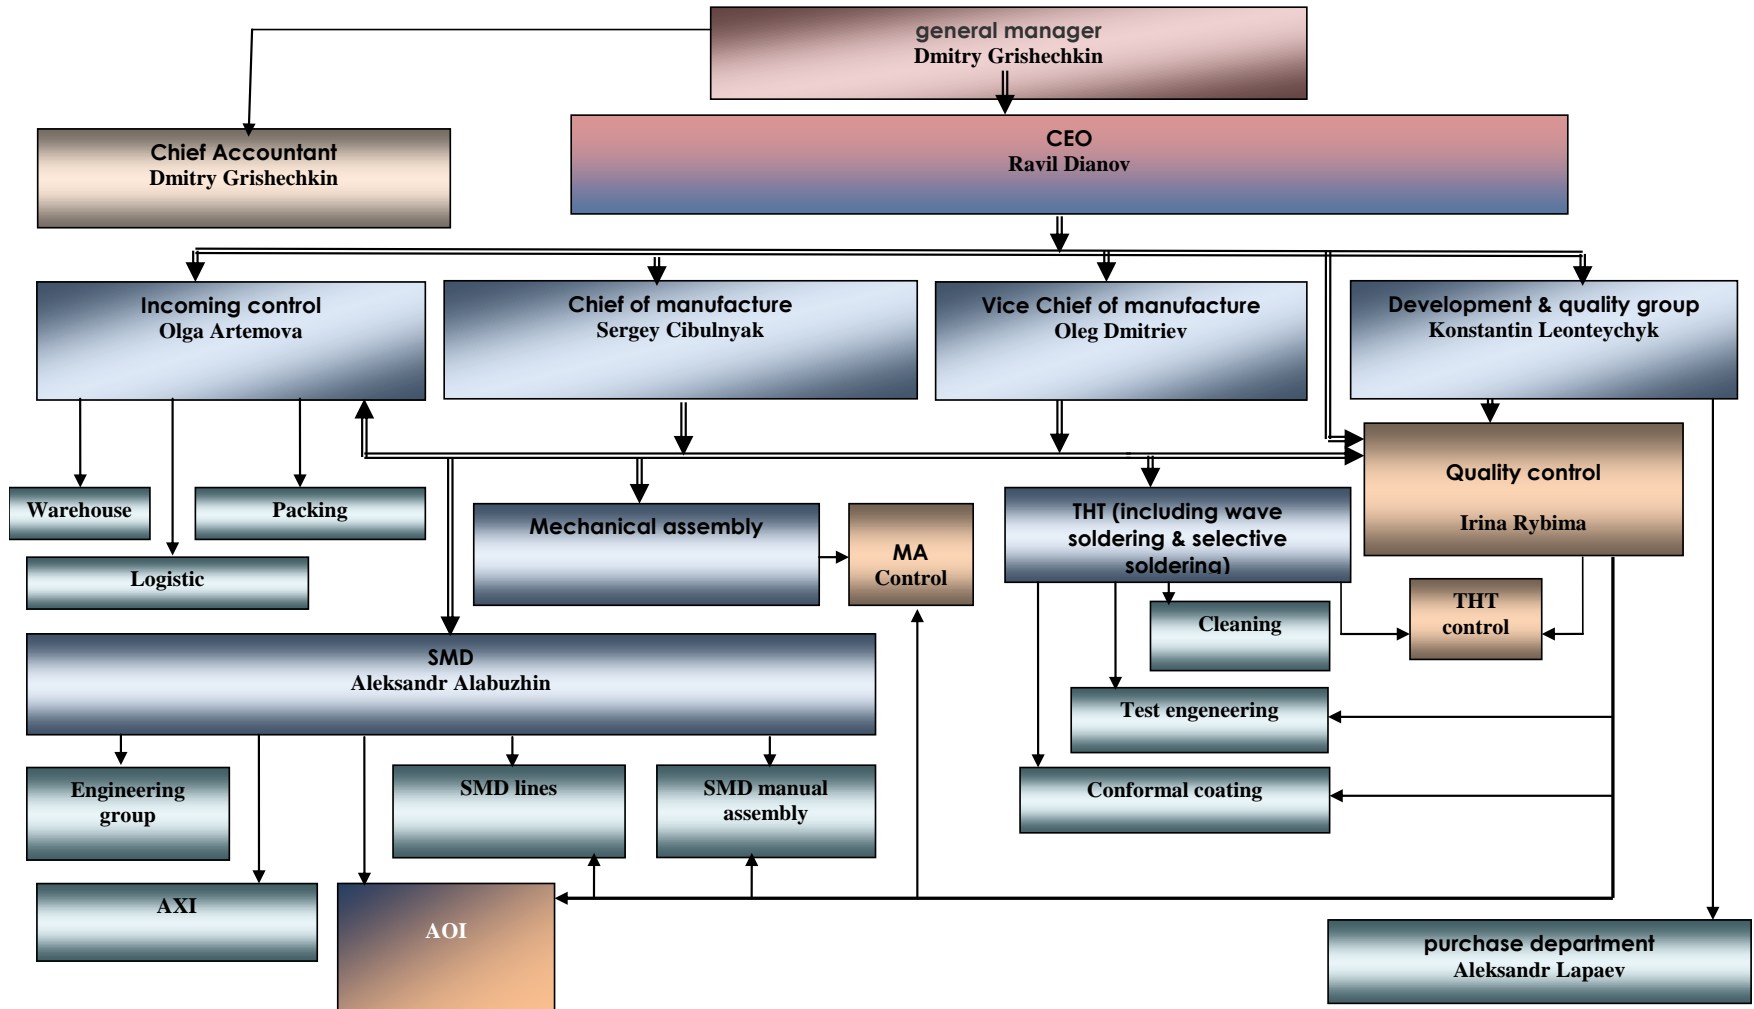 general manager
Dmitry Grishechkin
Chief Accountant
Dmitry Grishechkin
CEO
Ravil Dianov
Incoming control
Olga Artemova
Chief of manufacture
Sergey Cibulnyak
Vice Chief of manufacture
Oleg Dmitriev
Development & quality group
Konstantin Leonteychyk
Warehouse
Packing
Logistic
Mechanical assembly
MA
Control
THT (including wave
soldering & selective
soldering)
Quality control
Irina Rybima
Cleaning
THT
control
SMD
Aleksandr Alabuzhin
Test engeneering
Engineering
group
SMD lines
SMD manual
assembly
Conformal coating
AXI
AOI
purchase department
Aleksandr Lapaev